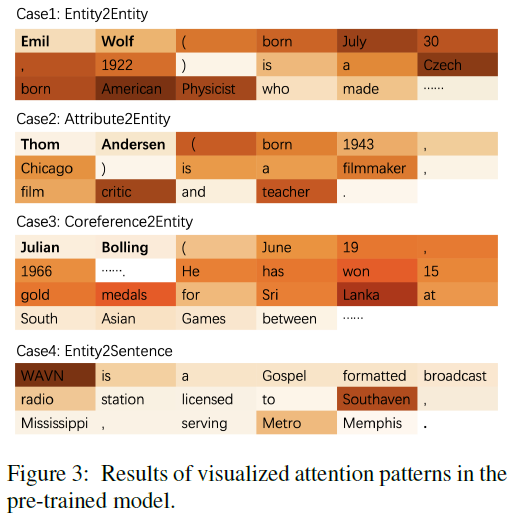 Case1: Entity2Entity
Emil Wolf ( born July 30
, 1922 ) is a Czech
born American Physicist who made ······
Case2: Attribute2Entity
Thom Andersen ( born 1943 ,
Chicago ) is a filmmaker ,
film critic and teacher .
Case3: Coreference2Entity
Julian Bolling ( June 19 ,
1966 ······. He has won 15
gold medals for Sri Lanka at
South Asian Games between ······
Case4: Entity2Sentence
WAVN is a Gospel formatted broadcast
radio station licensed to Southaven ,
Mississippi , serving Metro Memphis .
Figure 3: Results of visualized attention patterns in the
pre-trained model.